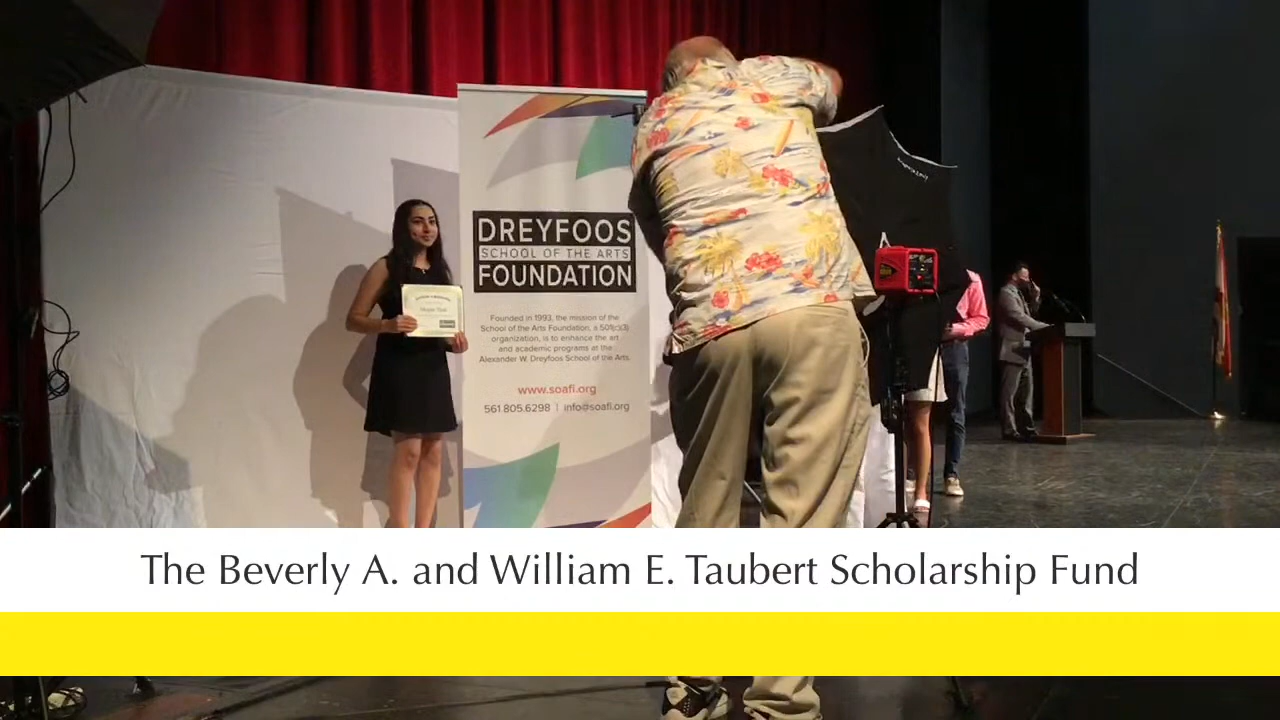 DREYFOOS
SCHOOL OF THE ARTS
FOUNDATION
Founded in 1993, the mission of the
School of the Arts Foundation, a 501(c)(3)
organization, is to enhance the art
and academic programs at the
Alexander W. Dreyfoos School of the Arts.
www.soafi.org
561.805.6298 | info@soafi.org
The Beverly A. and William E. Taubert Scholarship Fund